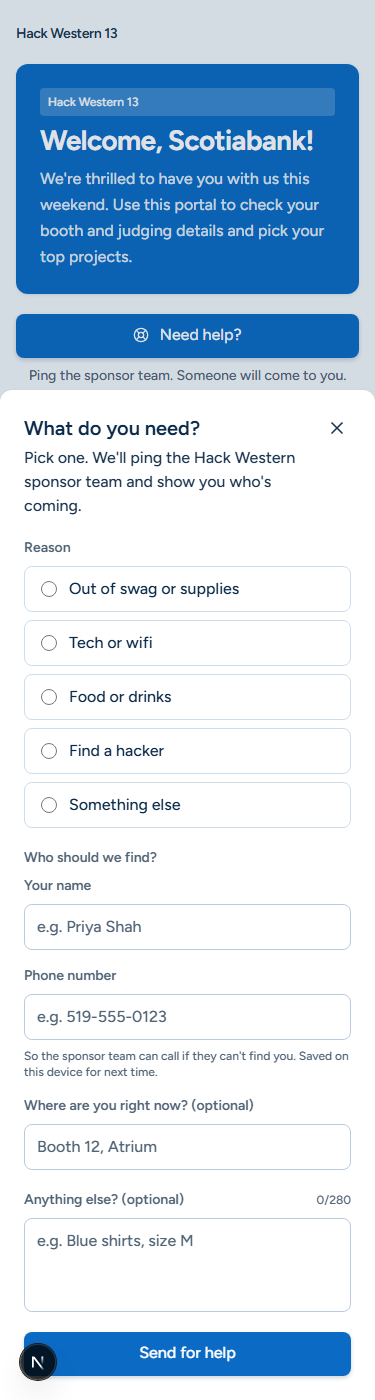 Hack Western 13
Hack Western 13
Welcome, Scotiabank!
We're thrilled to have you with us this
weekend. Use this portal to check your
booth and judging details and pick your
top projects.
Need help?
Ping the sponsor team. Someone will come to you.
What do you need?
Pick one. We'll ping the Hack Western
sponsor team and show you who's
coming.
Reason
Out of swag or supplies
Tech or wifi
Food or drinks
Find a hacker
Something else
Who should we find?
Your name
e.g. Priya Shah
Phone number
e.g. 519-555-0123
So the sponsor team can call if they can't find you. Saved on
this device for next time.
Where are you right now? (optional)
Booth 12, Atrium
Anything else? (optional) 0/280
e.g. Blue shirts, size M
Send for help
N